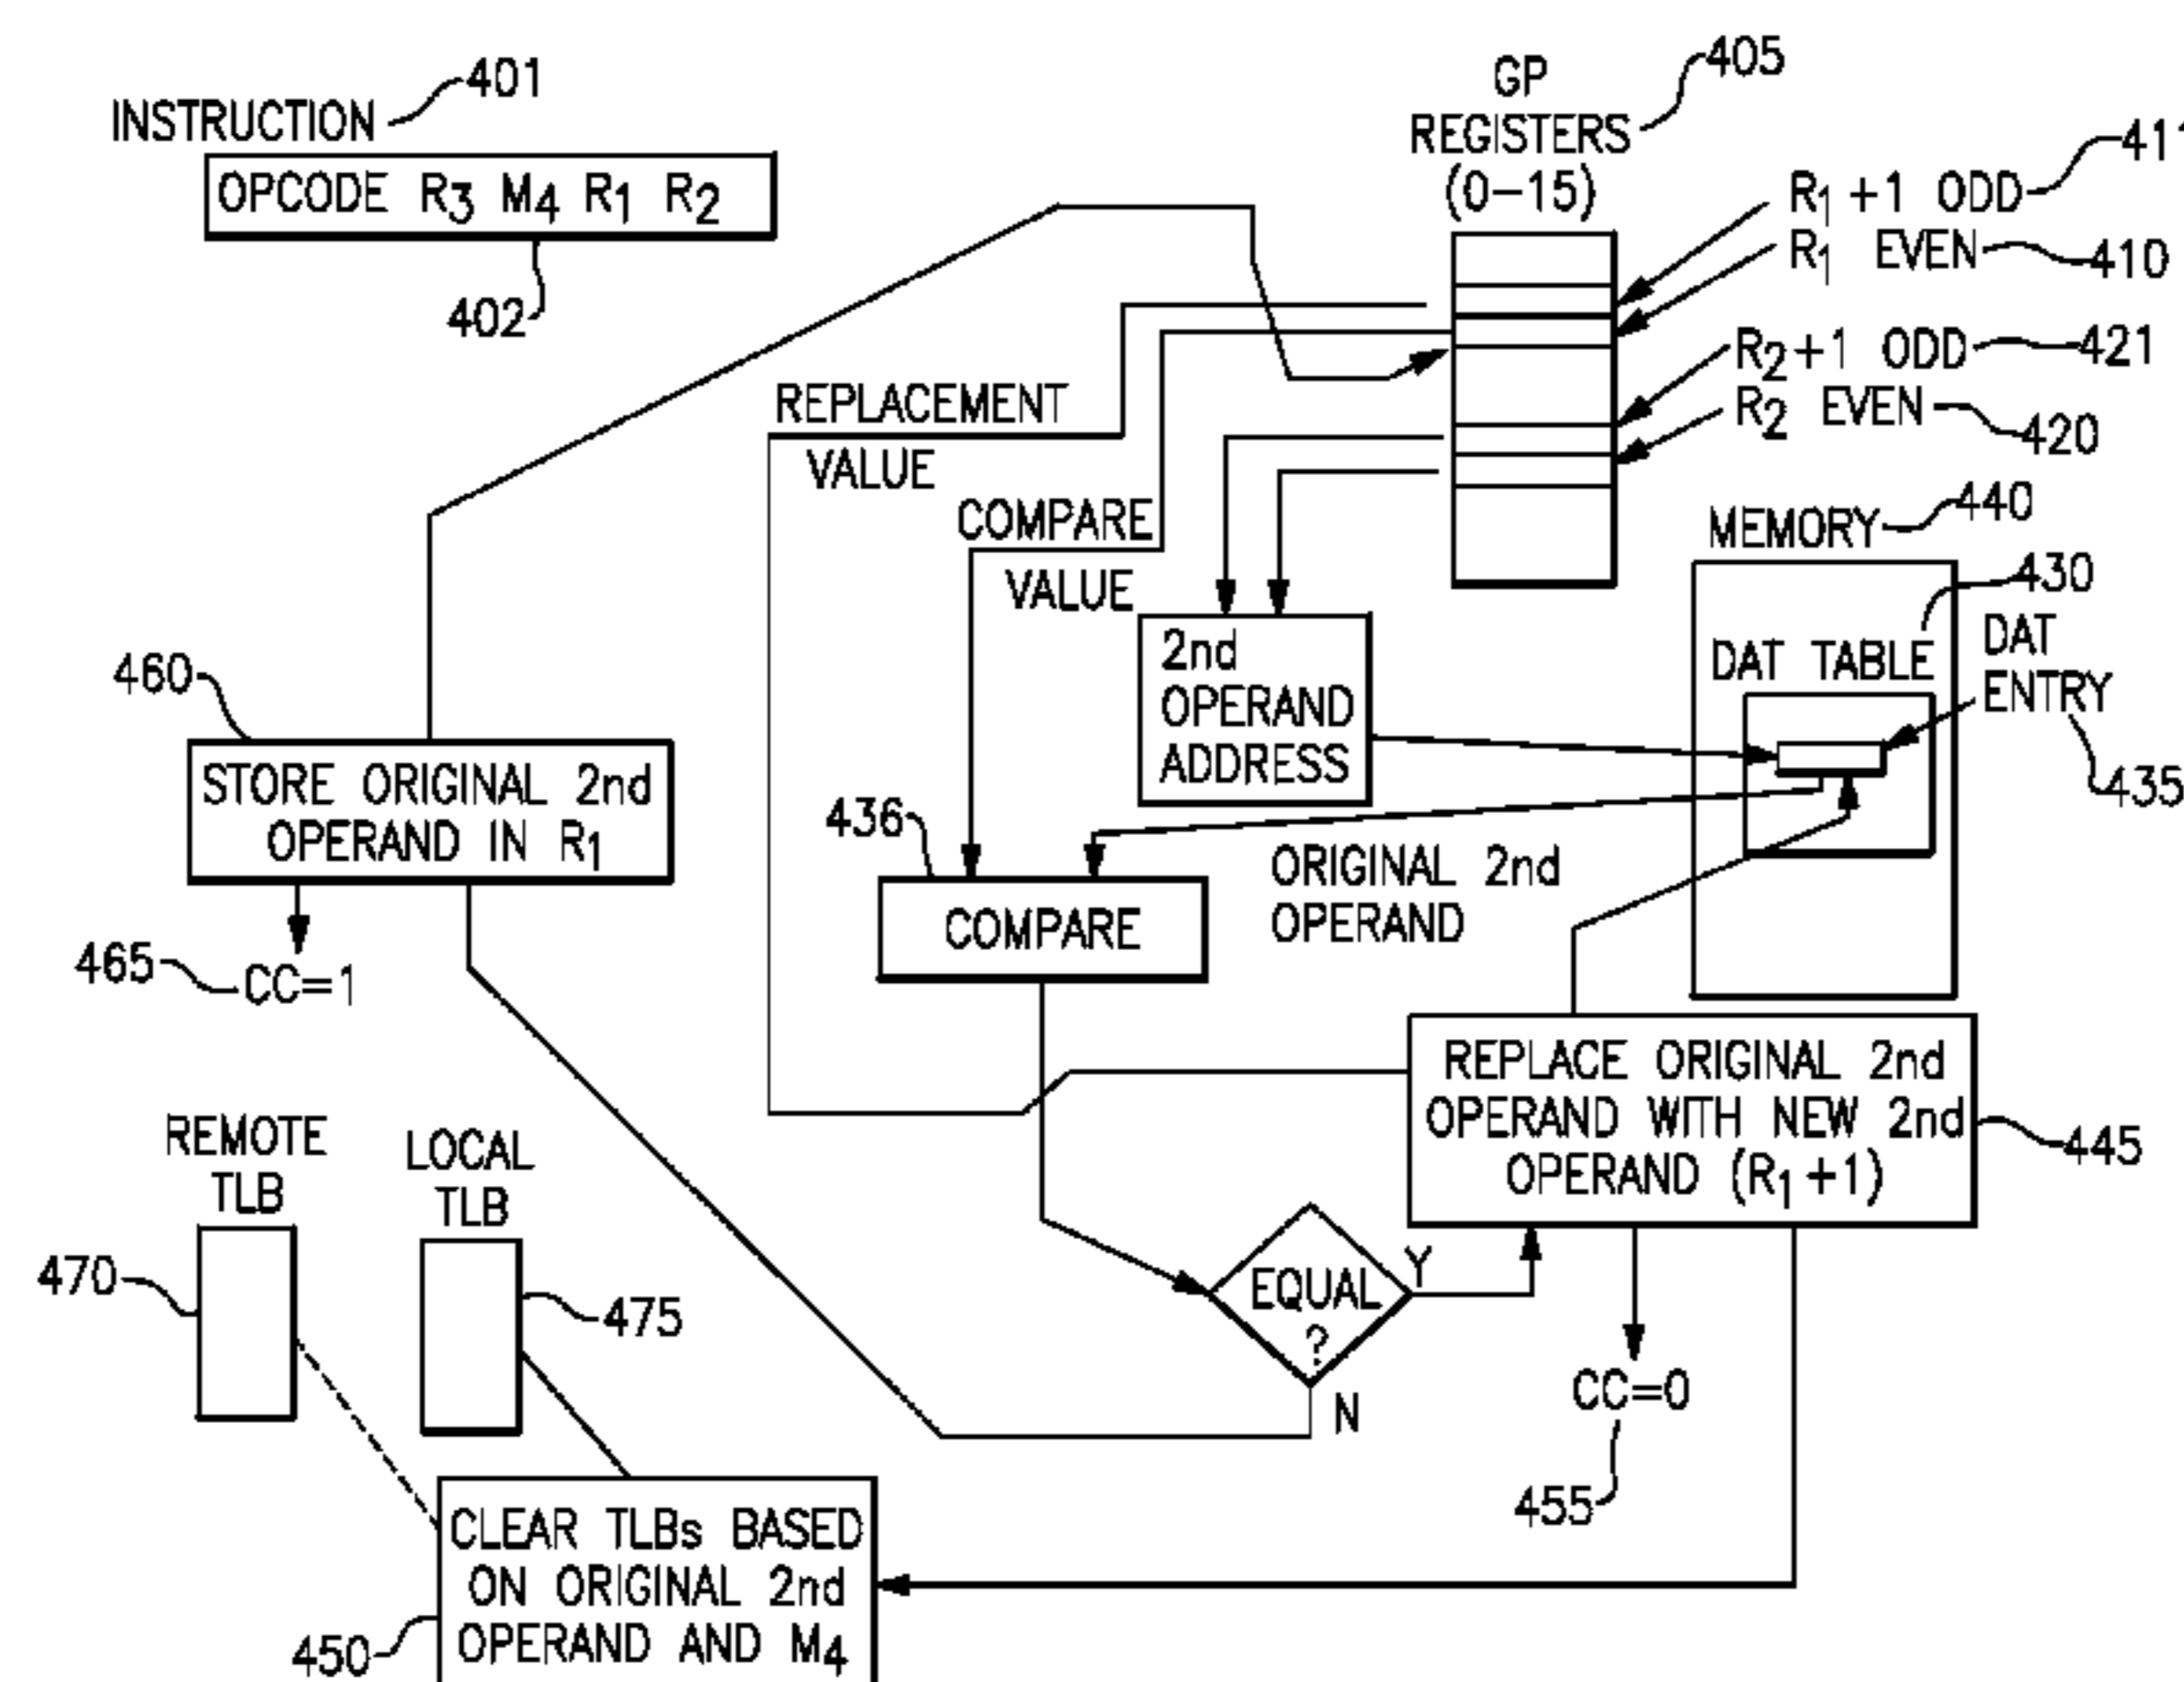 401
INSTRUCTION
OPCODE R3 M4 R1 R2
402
GP
REGISTERS
(0-15)
405
R1+1 ODD
411
R1 EVEN
410
R2+1 ODD
421
R2 EVEN
420
REPLACEMENT
VALUE
COMPARE
VALUE
MEMORY
440
430
DAT TABLE
DAT
ENTRY
435
2nd
OPERAND
ADDRESS
460
STORE ORIGINAL 2nd
OPERAND IN R1
465
CC=1
436
COMPARE
ORIGINAL 2nd
OPERAND
REPLACE ORIGINAL 2nd
OPERAND WITH NEW 2nd
OPERAND (R1+1)
445
REMOTE
TLB
470
LOCAL
TLB
475
EQUAL
?
Y
N
CC=0
455
CLEAR TLBs BASED
ON ORIGINAL 2nd
OPERAND AND M4
450